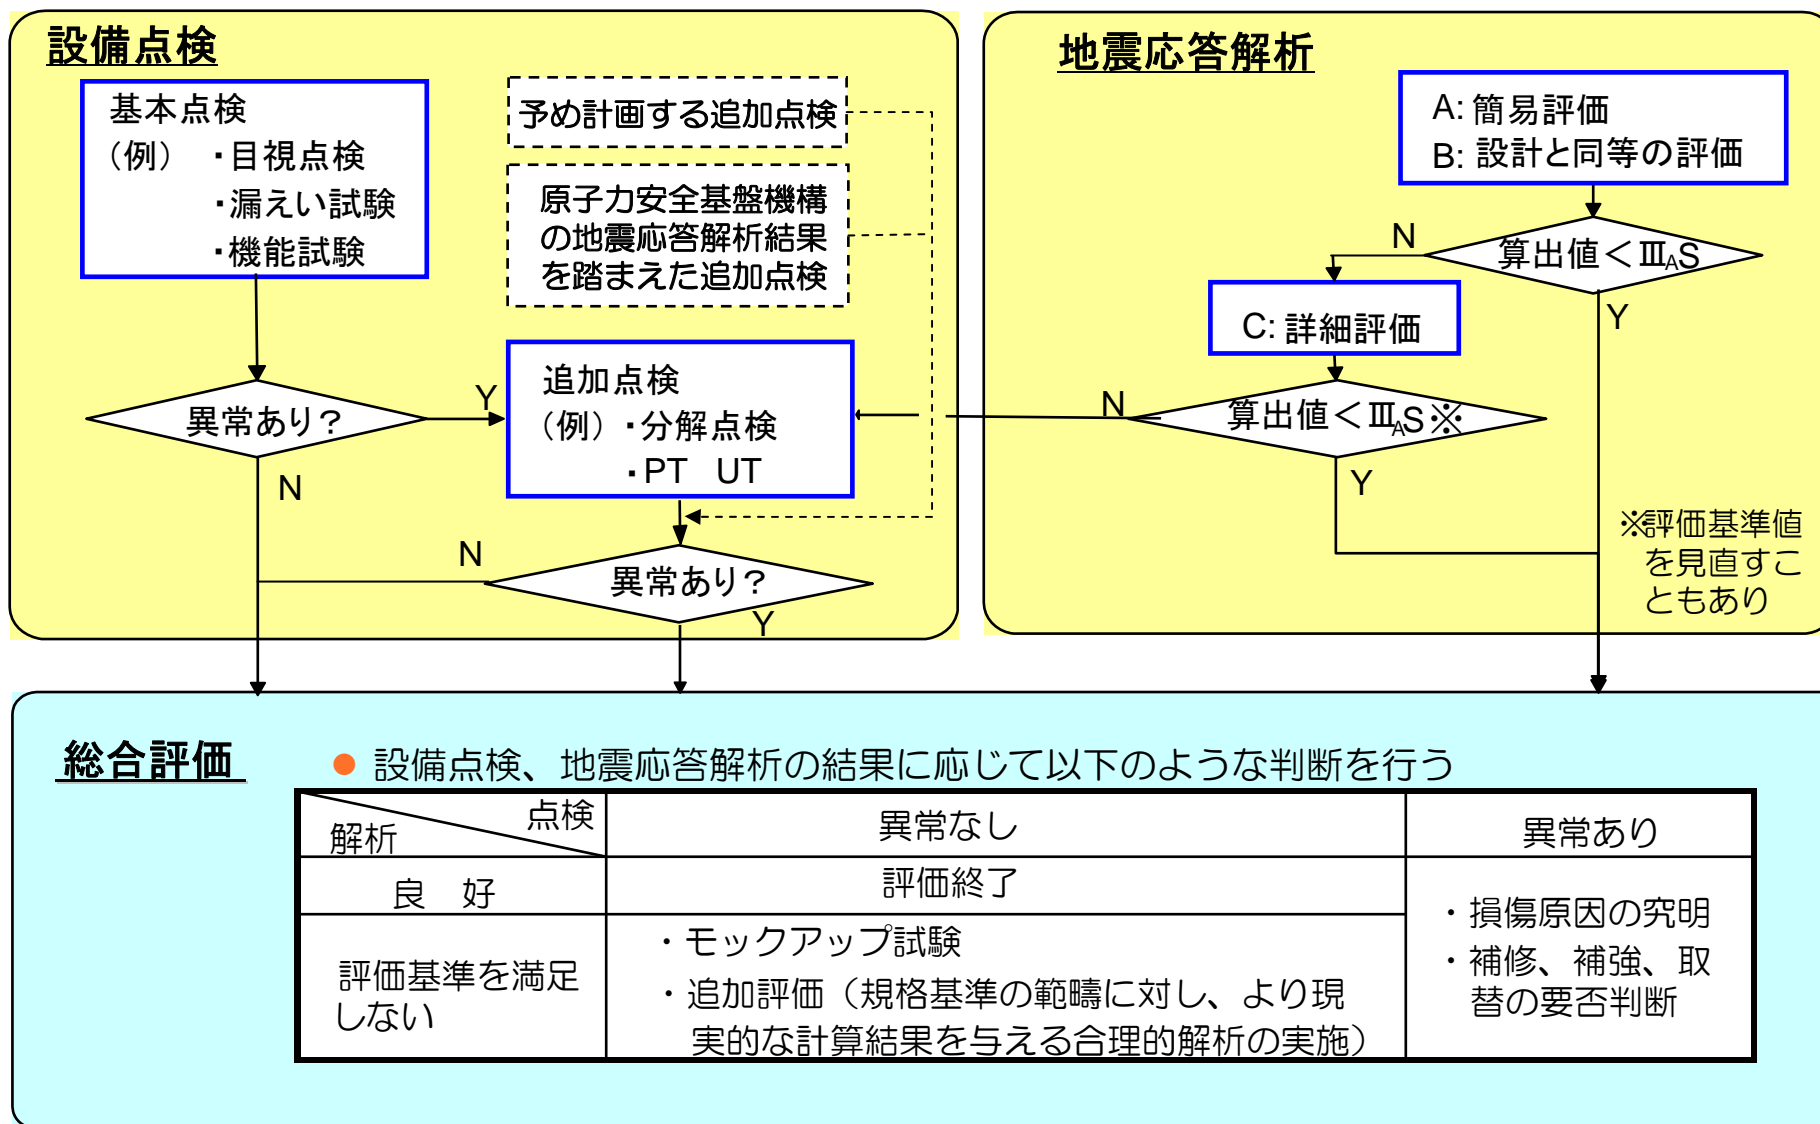 設備点検
基本点検
（例）　・目視点検
・漏えい試験
・機能試験
予め計画する追加点検
原子力安全基盤機構
の地震応答解析結果
を踏まえた追加点検
異常あり？
Y
N
追加点検
（例）・分解点検
・PT　UT
N
異常あり？
Y
地震応答解析
A: 簡易評価
B: 設計と同等の評価
N
算出値＜ⅢAS
Y
C: 詳細評価
N
算出値＜ⅢAS※
Y
※評価基準値
を見直すこ
ともあり
総合評価
● 設備点検、地震応答解析の結果に応じて以下のような判断を行う
点検
解析
異常なし
異常あり
良　好
評価終了
評価基準を満足
しない
・モックアップ試験
・追加評価（規格基準の範疇に対し、より現
実的な計算結果を与える合理的解析の実施）
・損傷原因の究明
・補修、補強、取
替の要否判断